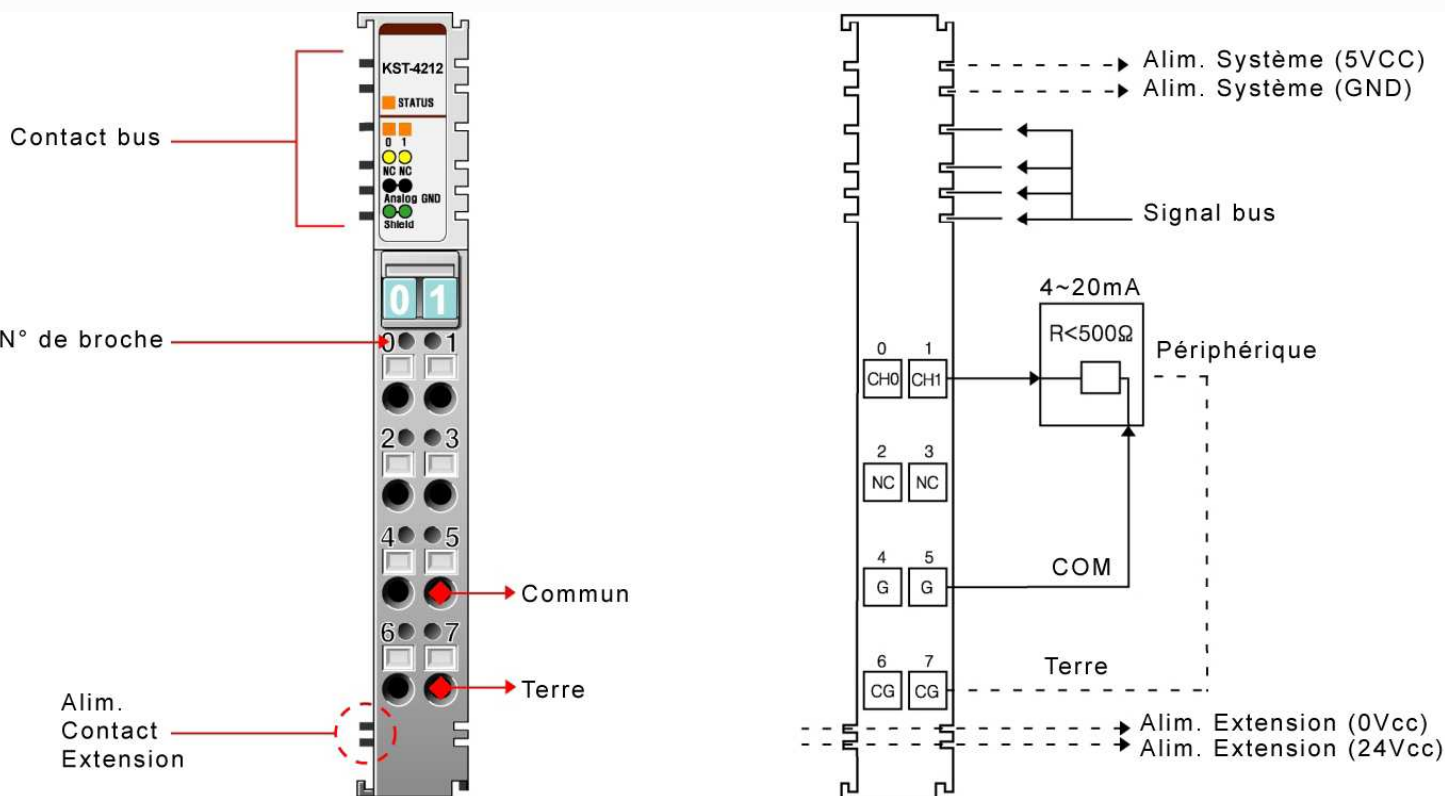 KST-4212
STATUS
0 1
NC NC
Analog GND
Shield
Contact bus
01
N° de broche
0 1
2 3
4 5
Commun
6 7
Terre
Alim.
Contact
Extension
Alim. Système (5VCC)
Alim. Système (GND)
Signal bus
4~20mA
R<500Ω
Périphérique
0 1
CH0 CH1
2 3
NC NC
4 5
G G
COM
6 7
CG CG
Terre
Alim. Extension (0Vcc)
Alim. Extension (24Vcc)